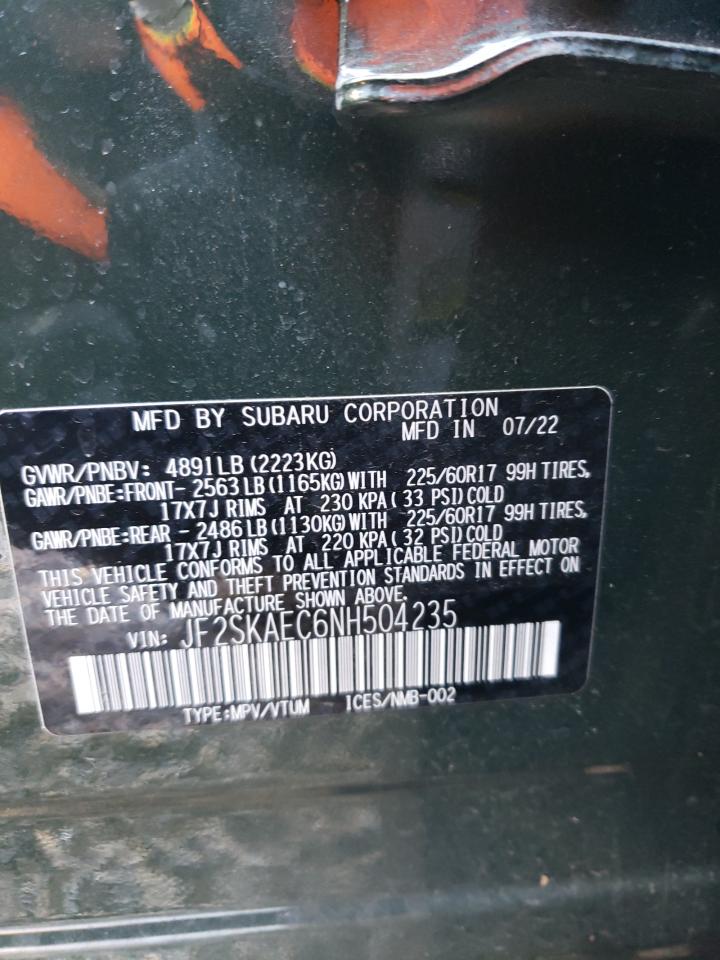 MFD BY SUBARU CORPORATION
MFD IN 07/22
GVWR/PNBV: 4891LB (2223KG)
GAWR/PNBE:FRONT- 2563LB (1165KG) WITH 225/60R17 99H TIRES,
17X7J RIMS AT 230 KPA ( 33 PSI) COLD
GAWR/PNBE:REAR - 2486LB (1130KG) WITH 225/60R17 99H TIRES,
17X7J RIMS AT 220 KPA ( 32 PSI) COLD
THIS VEHICLE CONFORMS TO ALL APPLICABLE FEDERAL MOTOR
VEHICLE SAFETY AND THEFT PREVENTION STANDARDS IN EFFECT ON
THE DATE OF MANUFACTURE SHOWN ABOVE.
VIN: JF2SKAEC6NH504235
TYPE:MPV/VTUM ICES/NMB-002